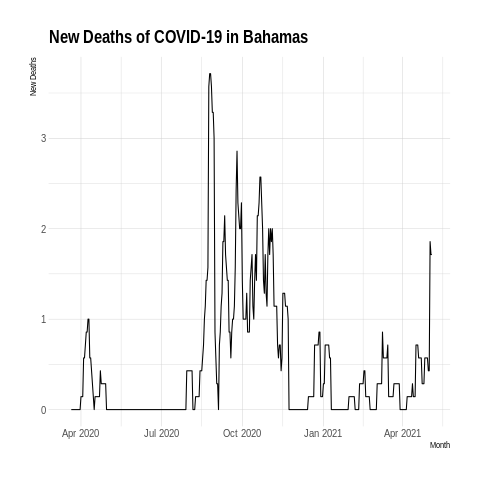 New Deaths of COVID-19 in Bahamas
New Deaths
3
2
1
0
Apr 2020 Jul 2020 Oct 2020 Jan 2021 Apr 2021
Month